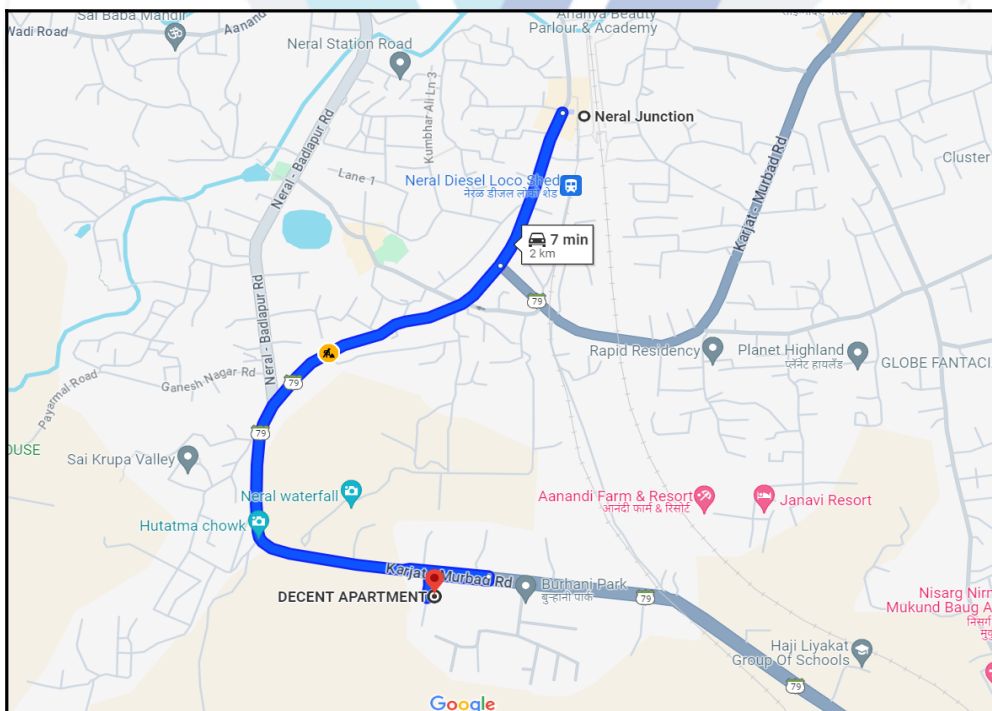 Sai Baba Mandir
Wadi Road
Aanand
Neral Station Road
Ananya Beauty
Parlour & Academy
Kumbhar Ali Ln 3
Neral - Badlapur Rd
Neral Junction
Karjat - Murbad Rd
Cluster
Lane 1
Neral Diesel Loco Shed
नेरळ डीजल लोको शेड
7 min
2 km
79
Rapid Residency
Planet Highland
प्लॅनेट हायलँड
GLOBE FANTACI
Payarmal Road
Ganesh Nagar Rd
Neral - Badlapur Rd
79
79
OUSE
Sai Krupa Valley
Neral waterfall
Hutatma chowk
Aanandi Farm & Resort
आनंदी फार्म & रिसोर्ट
Janavi Resort
Karjat - Murbad Rd
DECENT APARTMENT
Burhani Park
बुऱ्हानी पार्क
79
Nisarg Nirm
Mukund Baug A
Haji Liyakat
Group Of Schools
79
Google